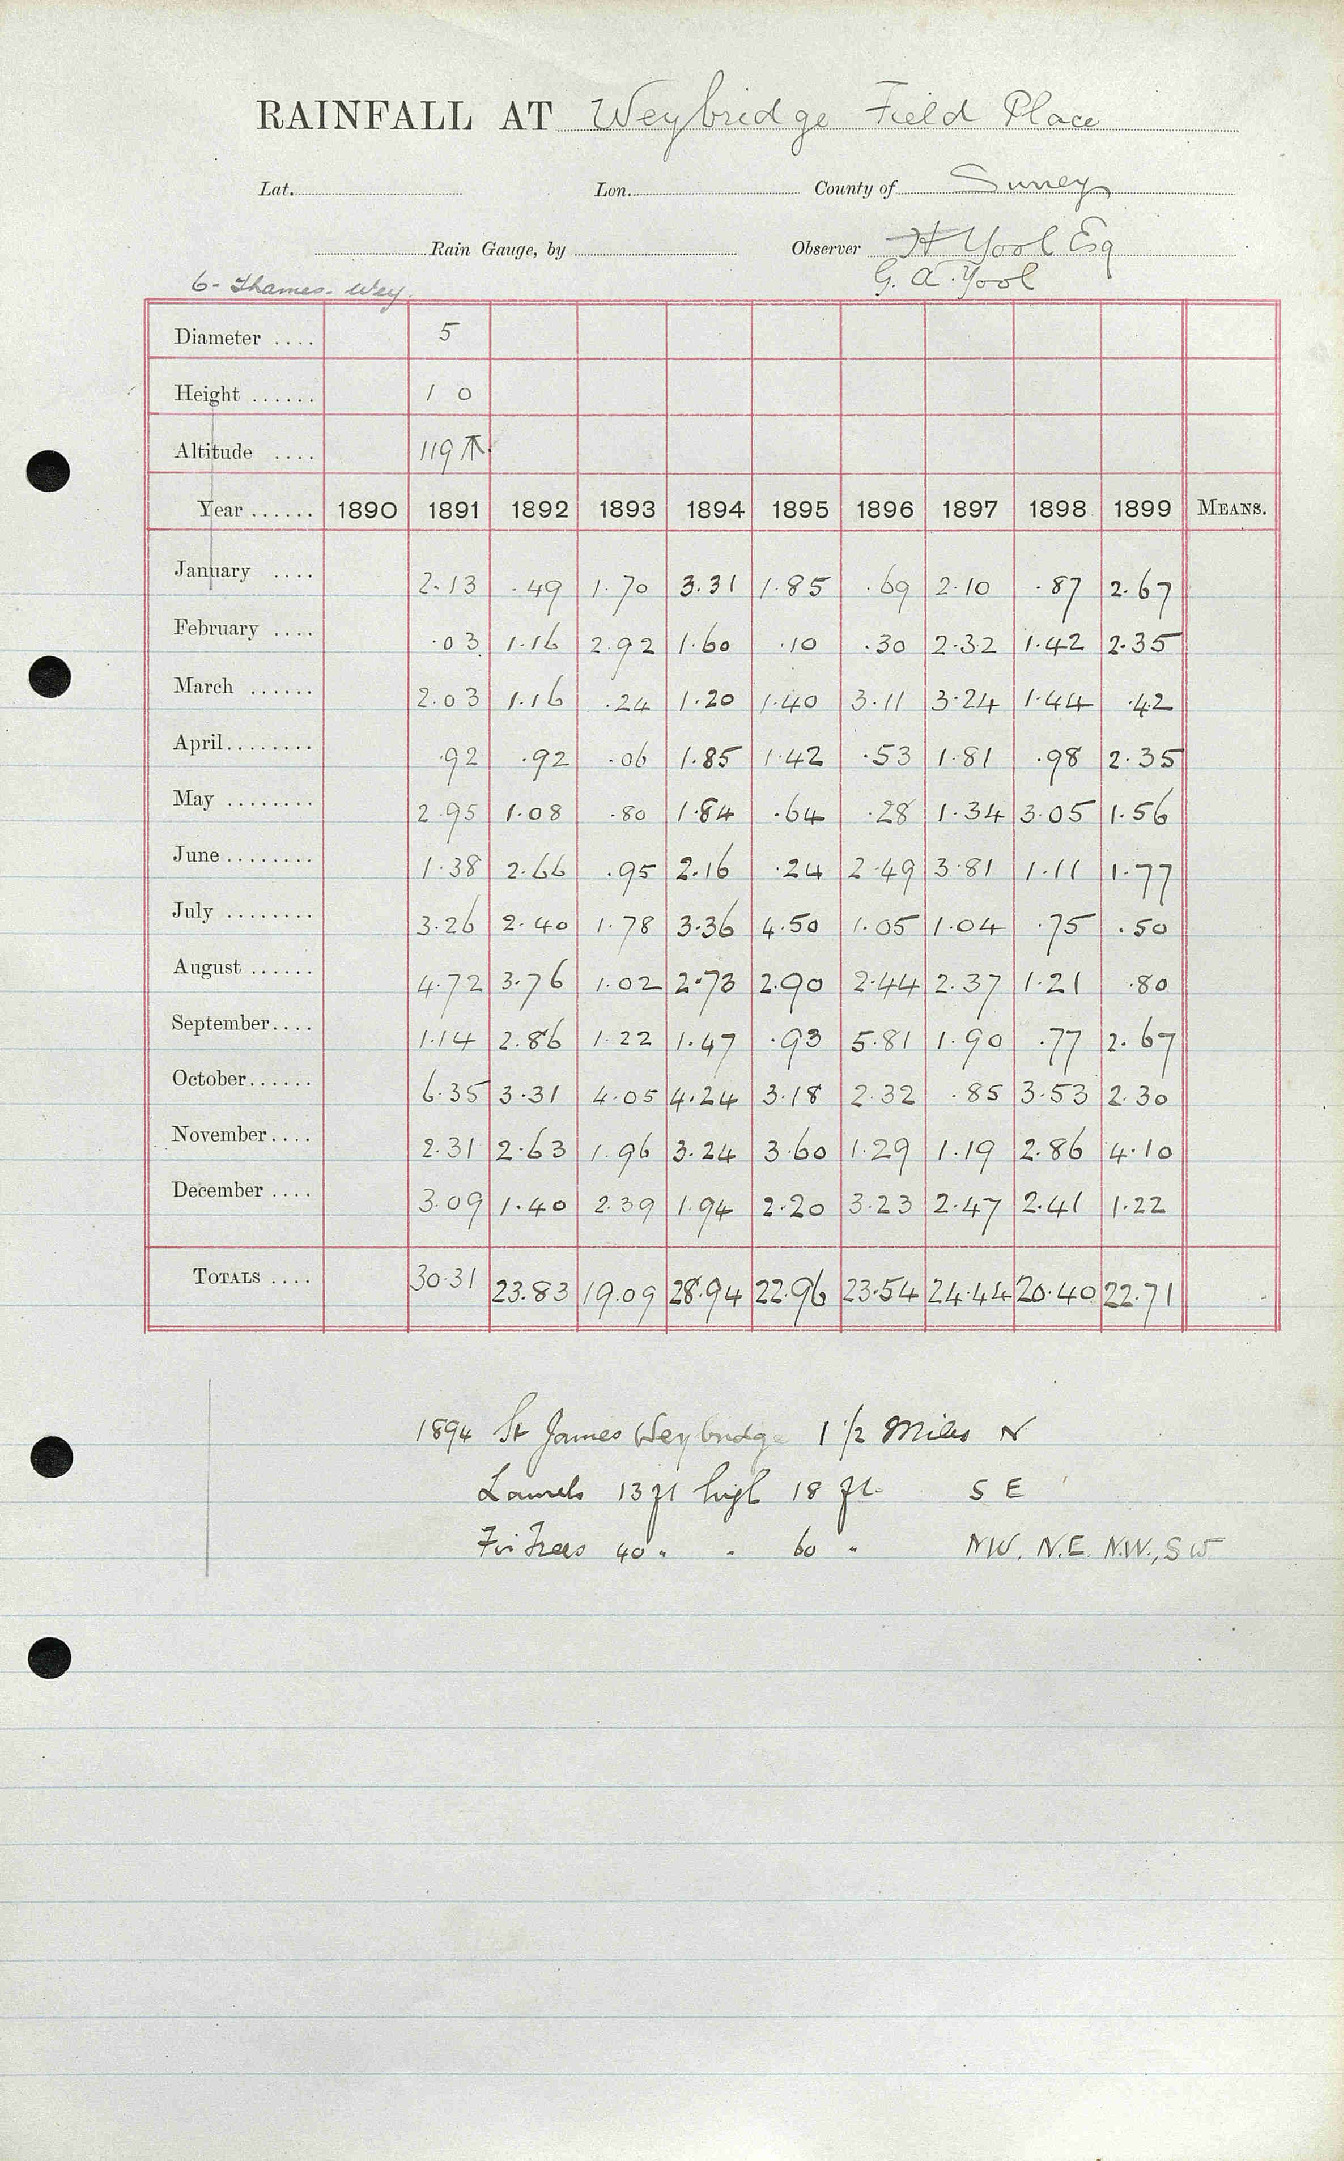 RAINFALL AT Weybridge Field Place
Lat. Lon. County of Surrey
Rain Gauge, by Observer H Yool Esq
G. A. Yool
6- Thames- Wey.
Diameter .... 5
Height ...... 1 0
Altitude .... 119 ↑
Year ...... 1890 1891 1892 1893 1894 1895 1896 1897 1898 1899 MEANS.
January .... 2.13 .49 1.70 3.31 1.85 .69 2.10 .87 2.67
February .... .03 1.16 2.92 1.60 .10 .30 2.32 1.42 2.35
March ...... 2.03 1.16 .24 1.20 1.40 3.11 3.24 1.44 .42
April........ .92 .92 .06 1.85 1.42 .53 1.81 .98 2.35
May ........ 2.95 1.08 .80 1.84 .64 .28 1.34 3.05 1.56
June ........ 1.38 2.66 .95 2.16 .24 2.49 3.81 1.11 1.77
July ........ 3.26 2.40 1.78 3.36 4.50 1.05 1.04 .75 .50
August ...... 4.72 3.76 1.02 2.73 2.90 2.44 2.37 1.21 .80
September.... 1.14 2.86 1.22 1.47 .93 5.81 1.90 .77 2.67
October...... 6.35 3.31 4.05 4.24 3.18 2.32 .85 3.53 2.30
November.... 2.31 2.63 1.96 3.24 3.60 1.29 1.19 2.86 4.10
December .... 3.09 1.40 2.39 1.94 2.20 3.23 2.47 2.41 1.22
TOTALS .... 30.31 23.83 19.09 28.94 22.96 23.54 24.44 20.40 22.71
1894 St James Weybridge 1 1/2 Miles N
Laurels 13 ft high 18 ft. S E
Fir Trees 40 " " 60 " NW, N.E. N.W., SW